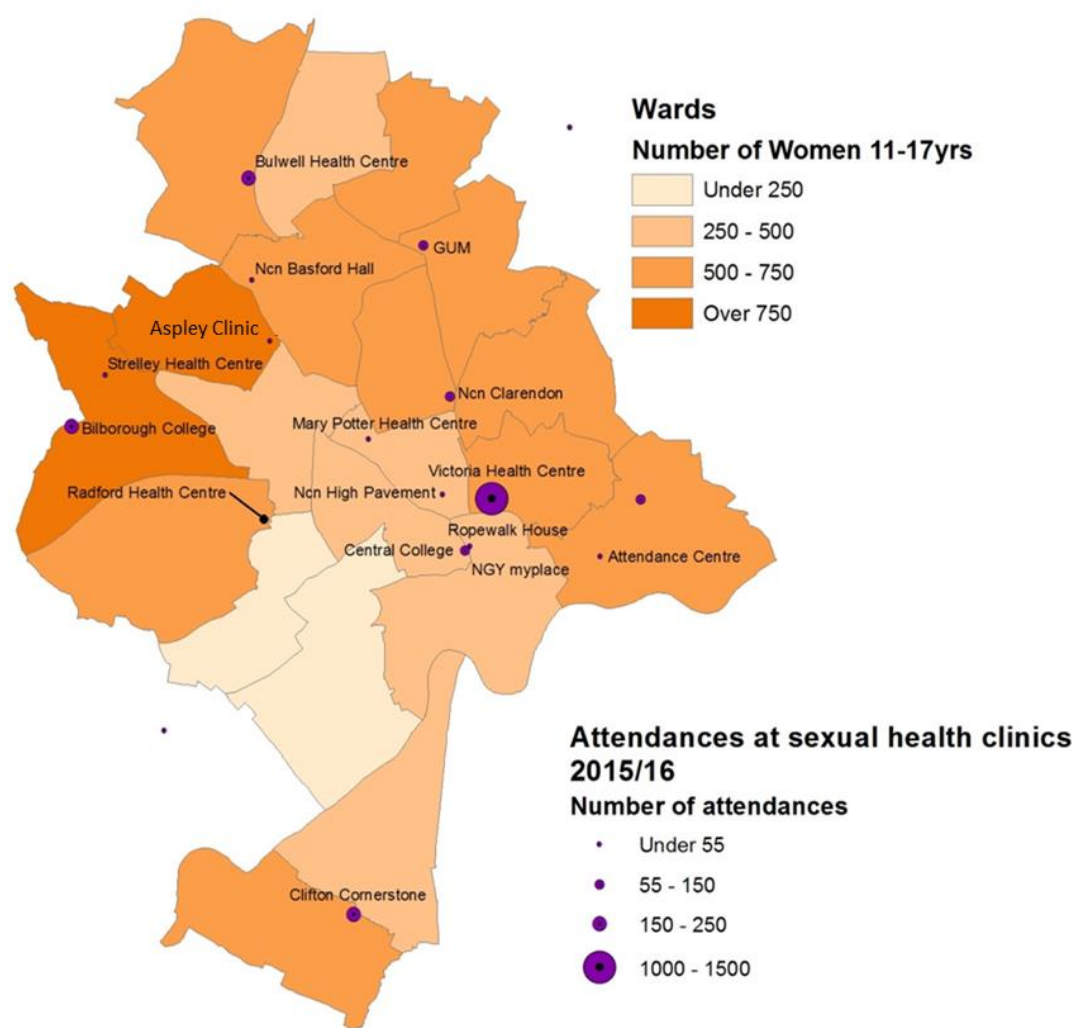 Wards
Number of Women 11-17yrs
Under 250
250 - 500
500 - 750
Over 750
Bulwell Health Centre
GUM
Ncn Basford Hall
Aspley Clinic
Strelley Health Centre
Ncn Clarendon
Mary Potter Health Centre
Bilborough College
Victoria Health Centre
Radford Health Centre
Ncn High Pavement
Ropewalk House
Central College
NGY myplace
Attendance Centre
Attendances at sexual health clinics
2015/16
Number of attendances
Under 55
55 - 150
150 - 250
1000 - 1500
Clifton Cornerstone